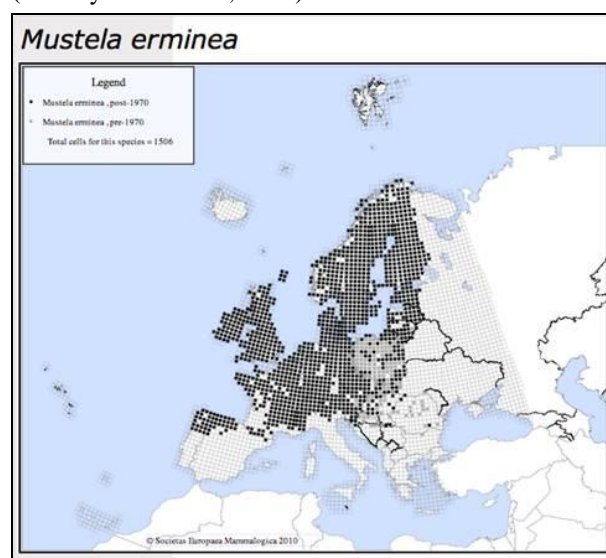 Mustela erminea
Legend
Mustela erminea , post-1970
Mustela erminea , pre-1970
Total cells for this species = 1506
© Societas Europaea Mammalogica 2010